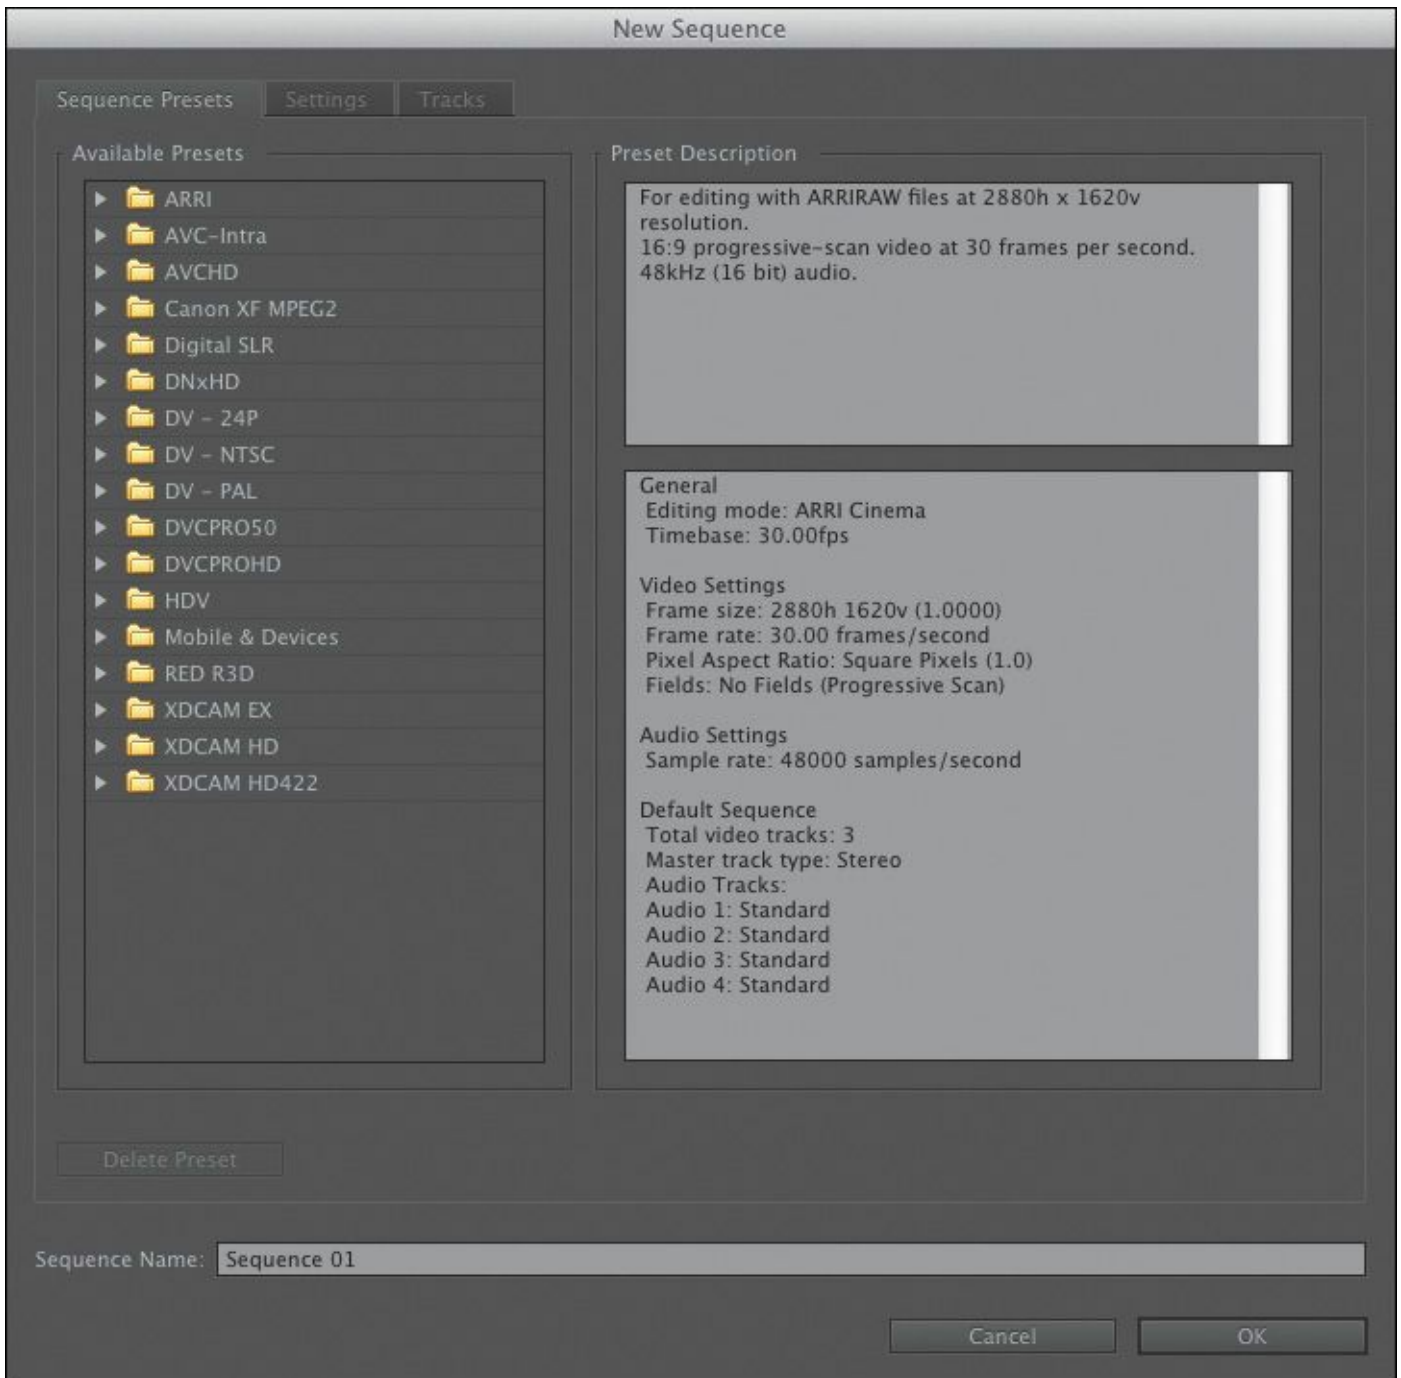 New Sequence
Sequence Presets
Settings
Tracks
Available Presets
ARRI
AVC-Intra
AVCHD
Canon XF MPEG2
Digital SLR
DNxHD
DV - 24P
DV - NTSC
DV - PAL
DVCPRO50
DVCPROHD
HDV
Mobile & Devices
RED R3D
XDCAM EX
XDCAM HD
XDCAM HD422
Preset Description
For editing with ARRIRAW files at 2880h x 1620v
resolution.
16:9 progressive-scan video at 30 frames per second.
48kHz (16 bit) audio.
General
Editing mode: ARRI Cinema
Timebase: 30.00fps
Video Settings
Frame size: 2880h 1620v (1.0000)
Frame rate: 30.00 frames/second
Pixel Aspect Ratio: Square Pixels (1.0)
Fields: No Fields (Progressive Scan)
Audio Settings
Sample rate: 48000 samples/second
Default Sequence
Total video tracks: 3
Master track type: Stereo
Audio Tracks:
Audio 1: Standard
Audio 2: Standard
Audio 3: Standard
Audio 4: Standard
Delete Preset
Sequence Name: Sequence 01
Cancel
OK